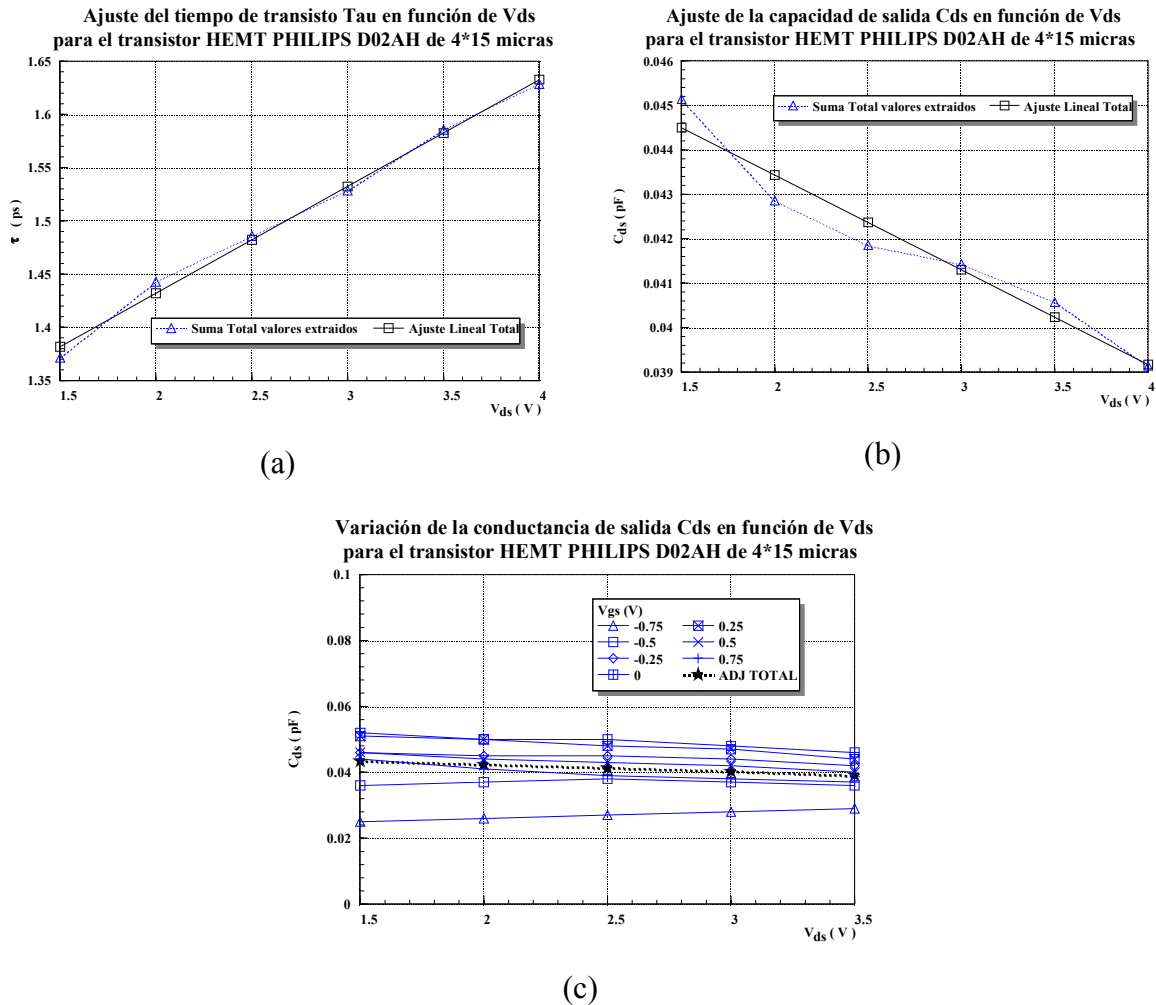 Ajuste del tiempo de transisto Tau en función de Vds
para el transistor HEMT PHILIPS D02AH de 4*15 micras
1.65
1.6
1.55
1.5
1.45
1.4
1.35
τ ( ps)
Suma Total valores extraidos
Ajuste Lineal Total
1.5
2
2.5
3
3.5
4
Vds ( V )
(a)
Ajuste de la capacidad de salida Cds en función de Vds
para el transistor HEMT PHILIPS D02AH de 4*15 micras
0.046
0.045
0.044
0.043
0.042
0.041
0.04
0.039
Cds ( pF)
Suma Total valores extraidos
Ajuste Lineal Total
1.5
2
2.5
3
3.5
4
Vds ( V )
(b)
Variación de la conductancia de salida Cds en función de Vds
para el transistor HEMT PHILIPS D02AH de 4*15 micras
0.1
0.08
0.06
0.04
0.02
0
Cds ( pF)
Vgs (V)
-0.75
-0.5
-0.25
0
0.25
0.5
0.75
ADJ TOTAL
1.5
2
2.5
3
3.5
Vds ( V )
(c)